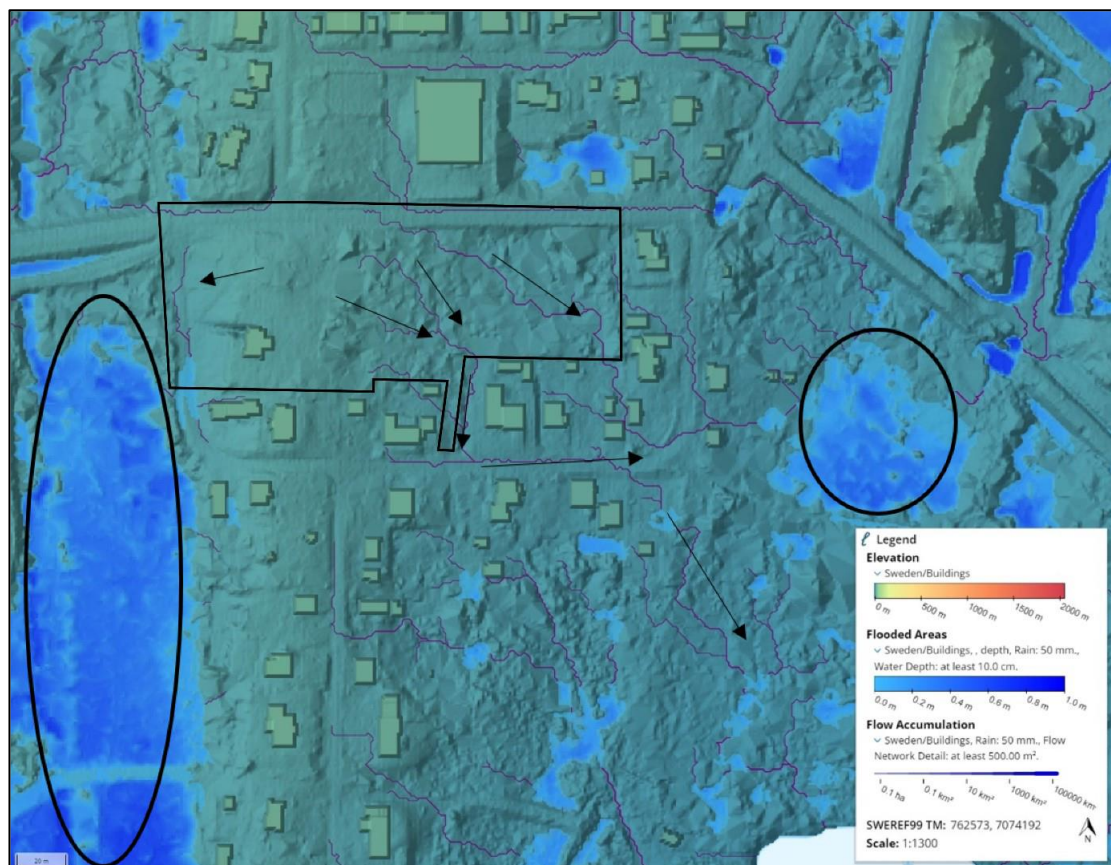 Legend
Elevation
Sweden/Buildings
0 m 500 m 1000 m 1500 m 2000 m
Flooded Areas
Sweden/Buildings, , depth, Rain: 50 mm.,
Water Depth: at least 10.0 cm.
0.0 m 0.2 m 0.4 m 0.6 m 0.8 m 1.0 m
Flow Accumulation
Sweden/Buildings, Rain: 50 mm., Flow
Network Detail: at least 500.00 m².
0.1 ha 0.1 km² 10 km² 1000 km² 100000 km
SWEREF99 TM: 762573, 7074192
Scale: 1:1300
N
20 m